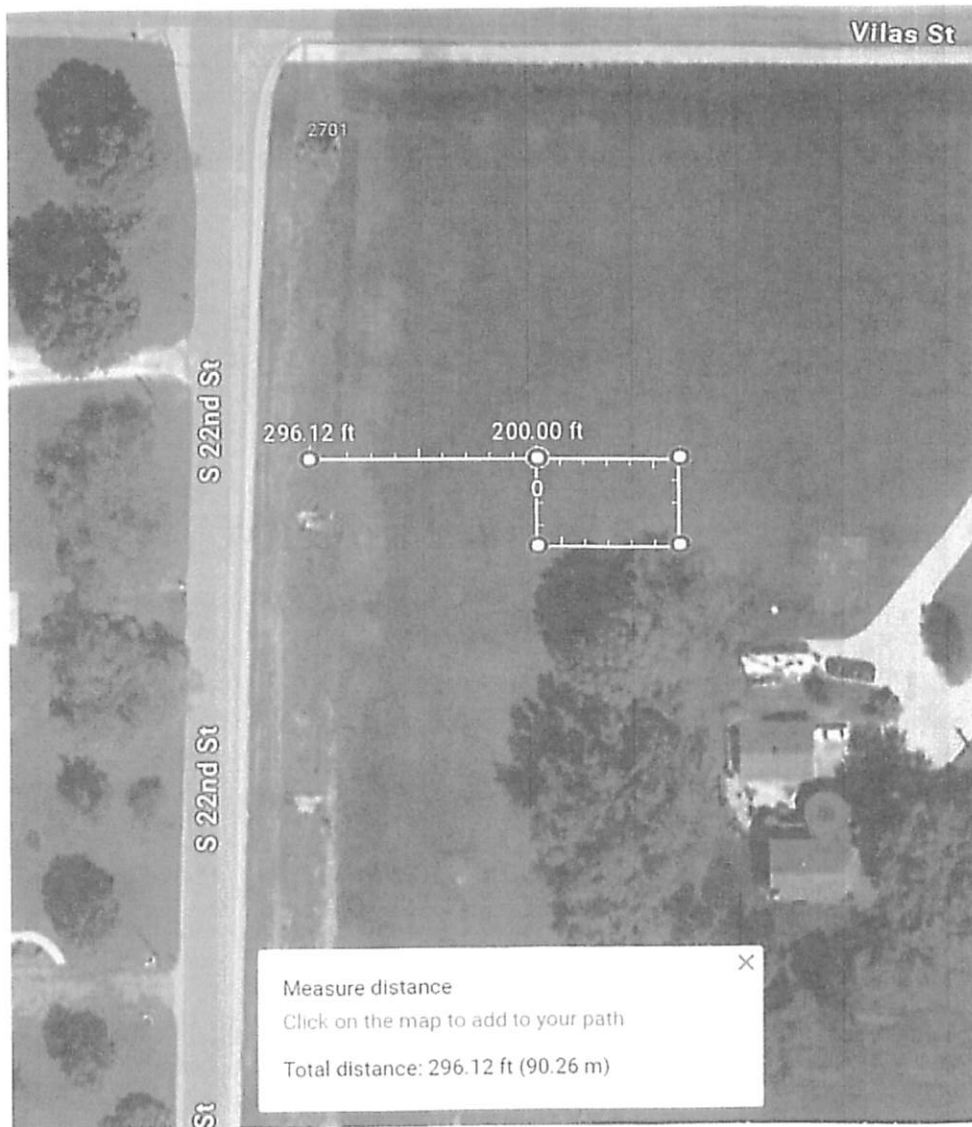 Vilas St
2701
S 22nd St
296.12 ft
200.00 ft
0
S 22nd St
Measure distance
Click on the map to add to your path
Total distance: 296.12 ft (90.26 m)
St